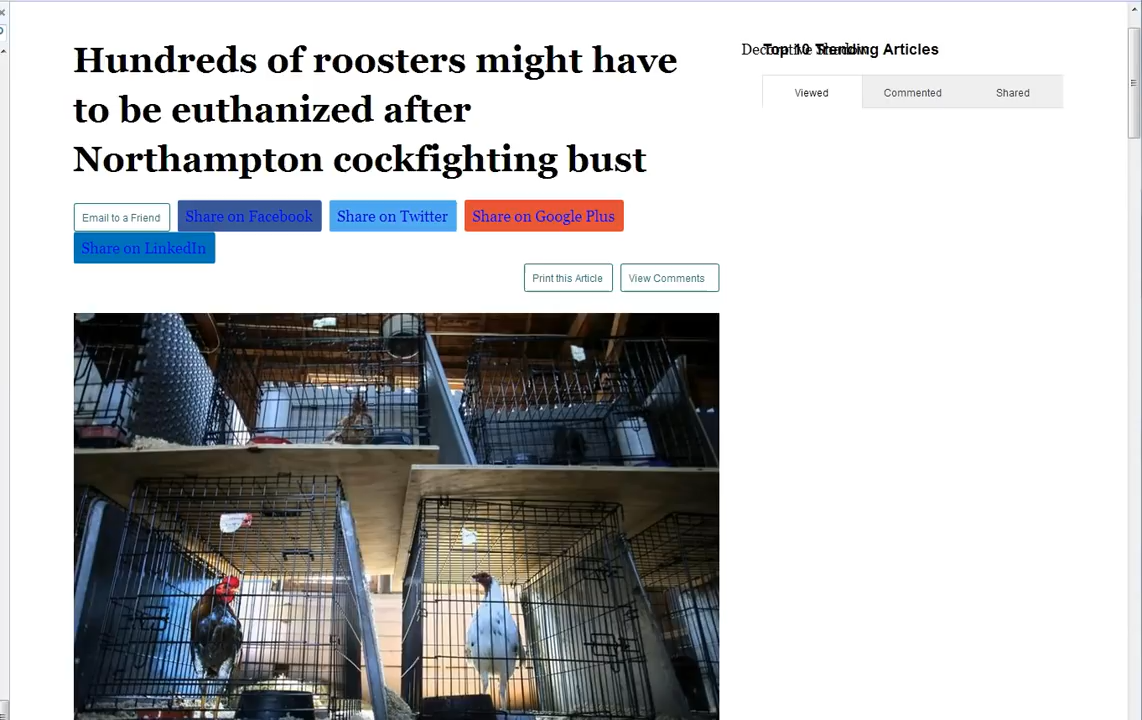 Hundreds of roosters might have
to be euthanized after
Northampton cockfighting bust
Email to a Friend
Share on Facebook
Share on Twitter
Share on Google Plus
Share on LinkedIn
Print this Article
View Comments
Top 10 Trending Articles
Viewed
Commented
Shared